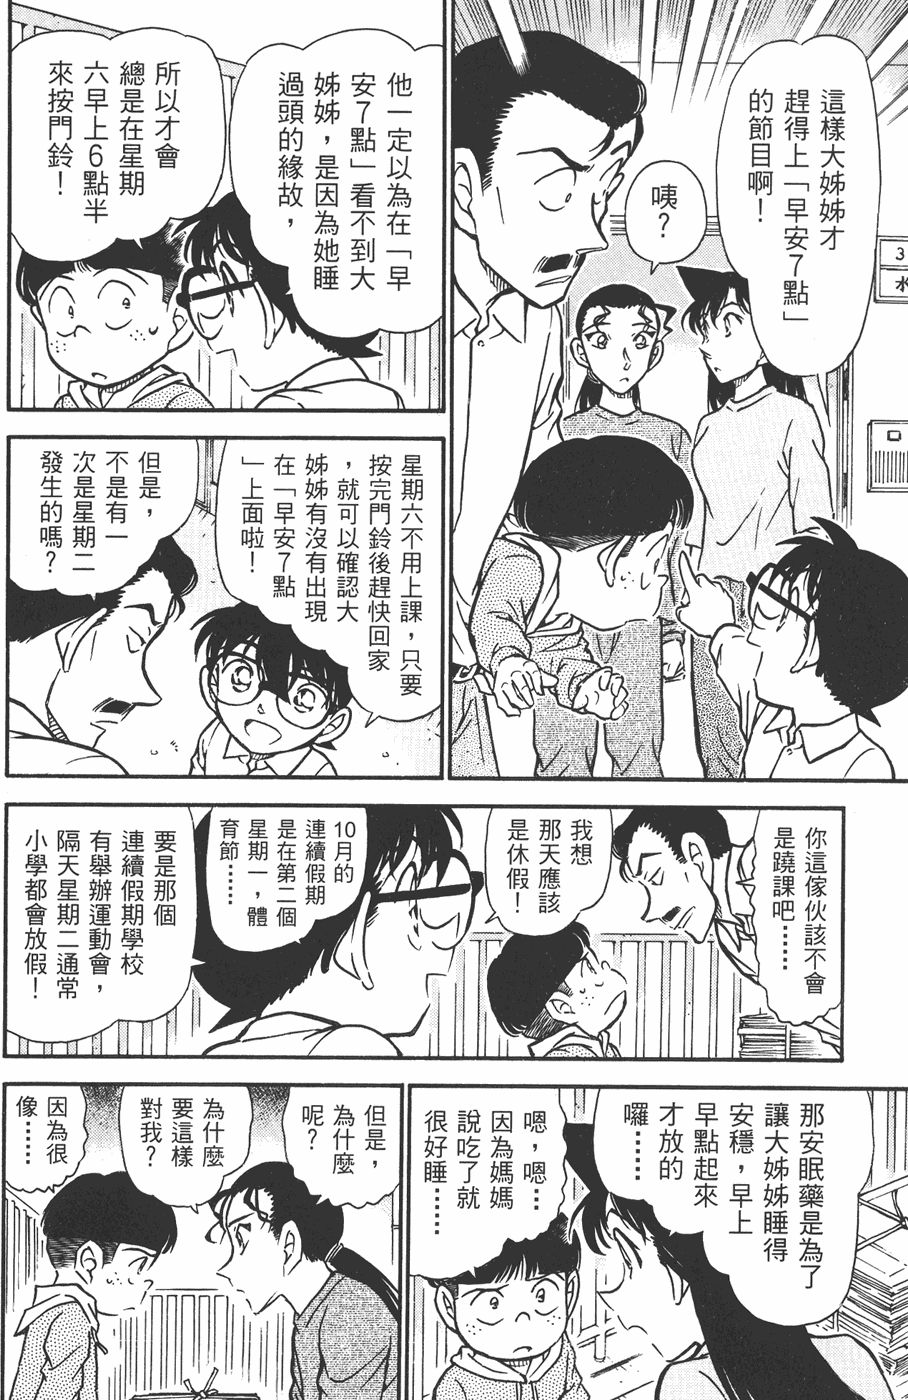 這樣大姊姊才
趕得上「早安7點」
的節目啊！
咦？
3
水
他一定以為在「早
安7點」看不到大
姊姊，是因為她睡
過頭的緣故，
所以才會
總是在星期
六早上6點半
來按門鈴！
星期六不用上課，只要
按完門鈴後趕快回家
，就可以確認大
姊姊有沒有出現
在「早安7點
」上面啦！
但是，
不是有一
次是星期二
發生的嗎？
你這傢伙該不會
是蹺課吧……
我想
那天應該
是休假！
10月的
連續假期
是在第二個
星期一，體
育節……
要是那個
連續假期學校
有舉辦運動會，
隔天星期二通常
小學都會放假！
那安眠藥是為了
讓大姊姊睡得
安穩，早上
早點起來
才放的
囉……
嗯，嗯…
因為媽媽
說吃了就
很好睡……
但是，
為什麼
呢？
為什麼
要這樣
對我？
因為很
像……